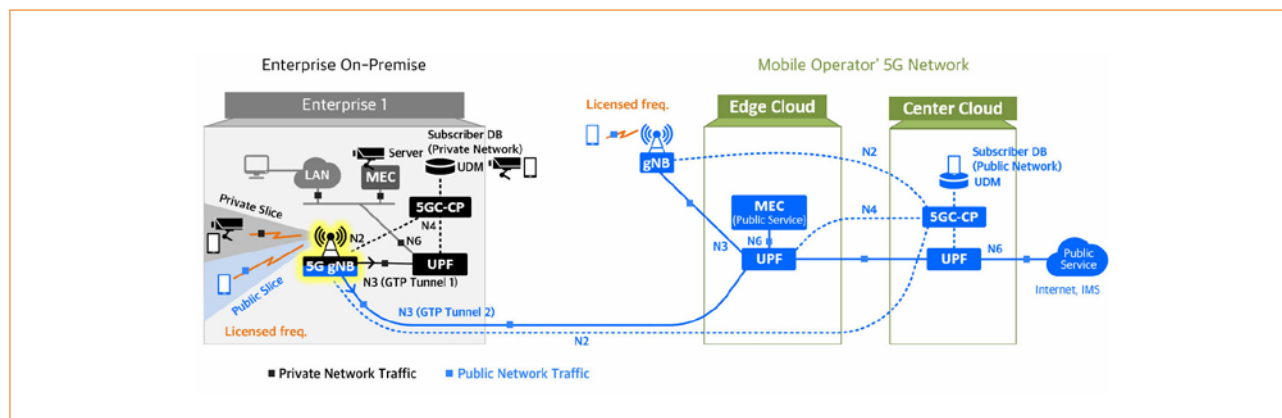 Enterprise On-Premise
Mobile Operator' 5G Network
Enterprise 1
Licensed freq.
Edge Cloud
Center Cloud
Subscriber DB
(Private Network)
Server
UDM
LAN
MEC
gNB
N2
Subscriber DB
(Public Network)
UDM
Private Slice
5GC-CP
MEC
(Public Service)
N4
5GC-CP
N2
N4
N6
N3
N6
N6
5G gNB
UPF
UPF
UPF
Public
Service
Public Slice
N3 (GTP Tunnel 1)
Internet, IMS
N3 (GTP Tunnel 2)
Licensed freq.
N2
Private Network Traffic
Public Network Traffic